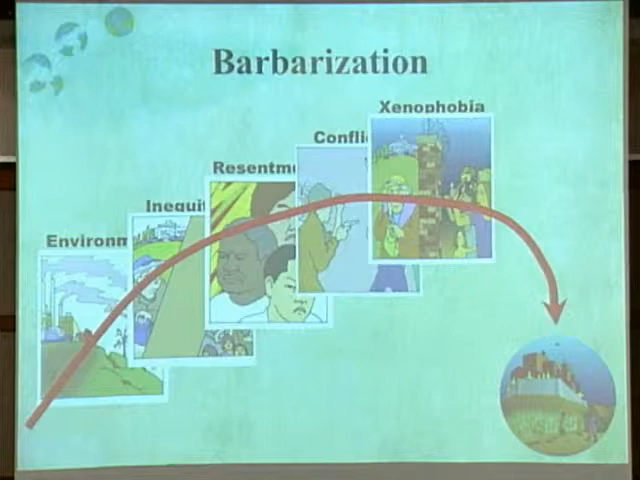 Barbarization
Xenophobia
Confli
Resentm
Inequit
Environm